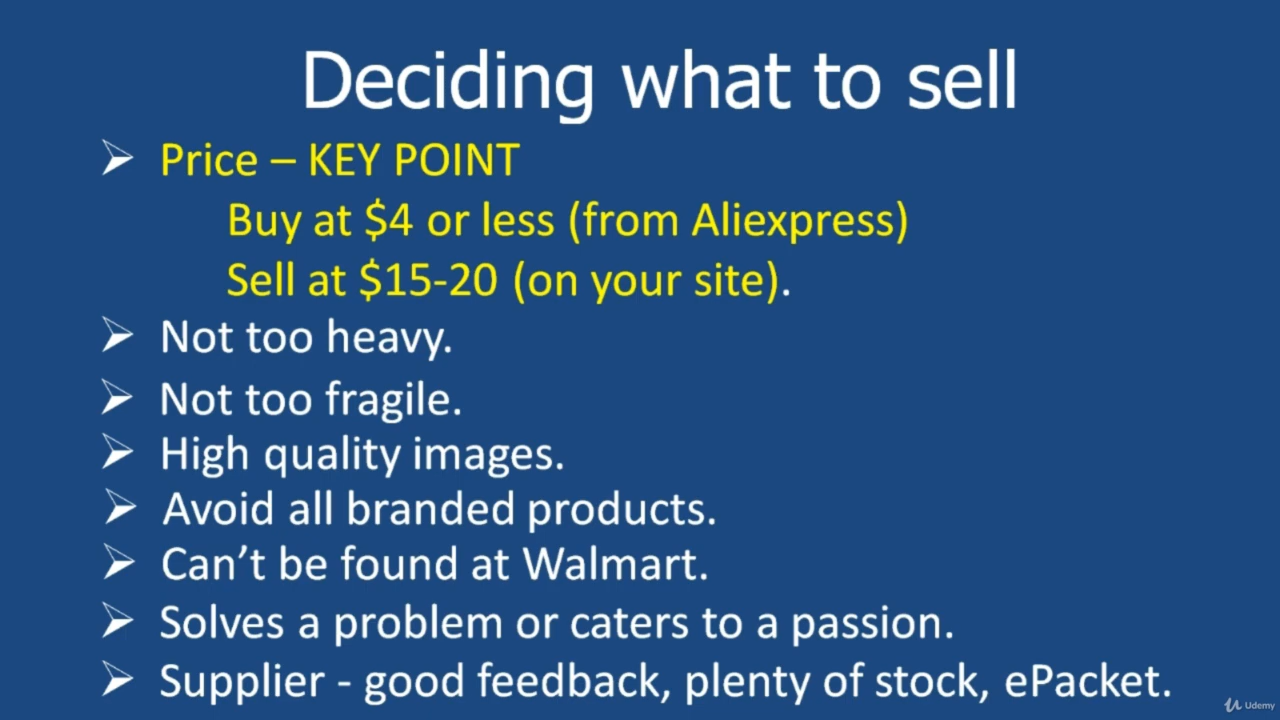 Deciding what to sell
Price – KEY POINT
Buy at $4 or less (from Aliexpress)
Sell at $15-20 (on your site).
Not too heavy.
Not too fragile.
High quality images.
Avoid all branded products.
Can’t be found at Walmart.
Solves a problem or caters to a passion.
Supplier - good feedback, plenty of stock, ePacket.
Udemy